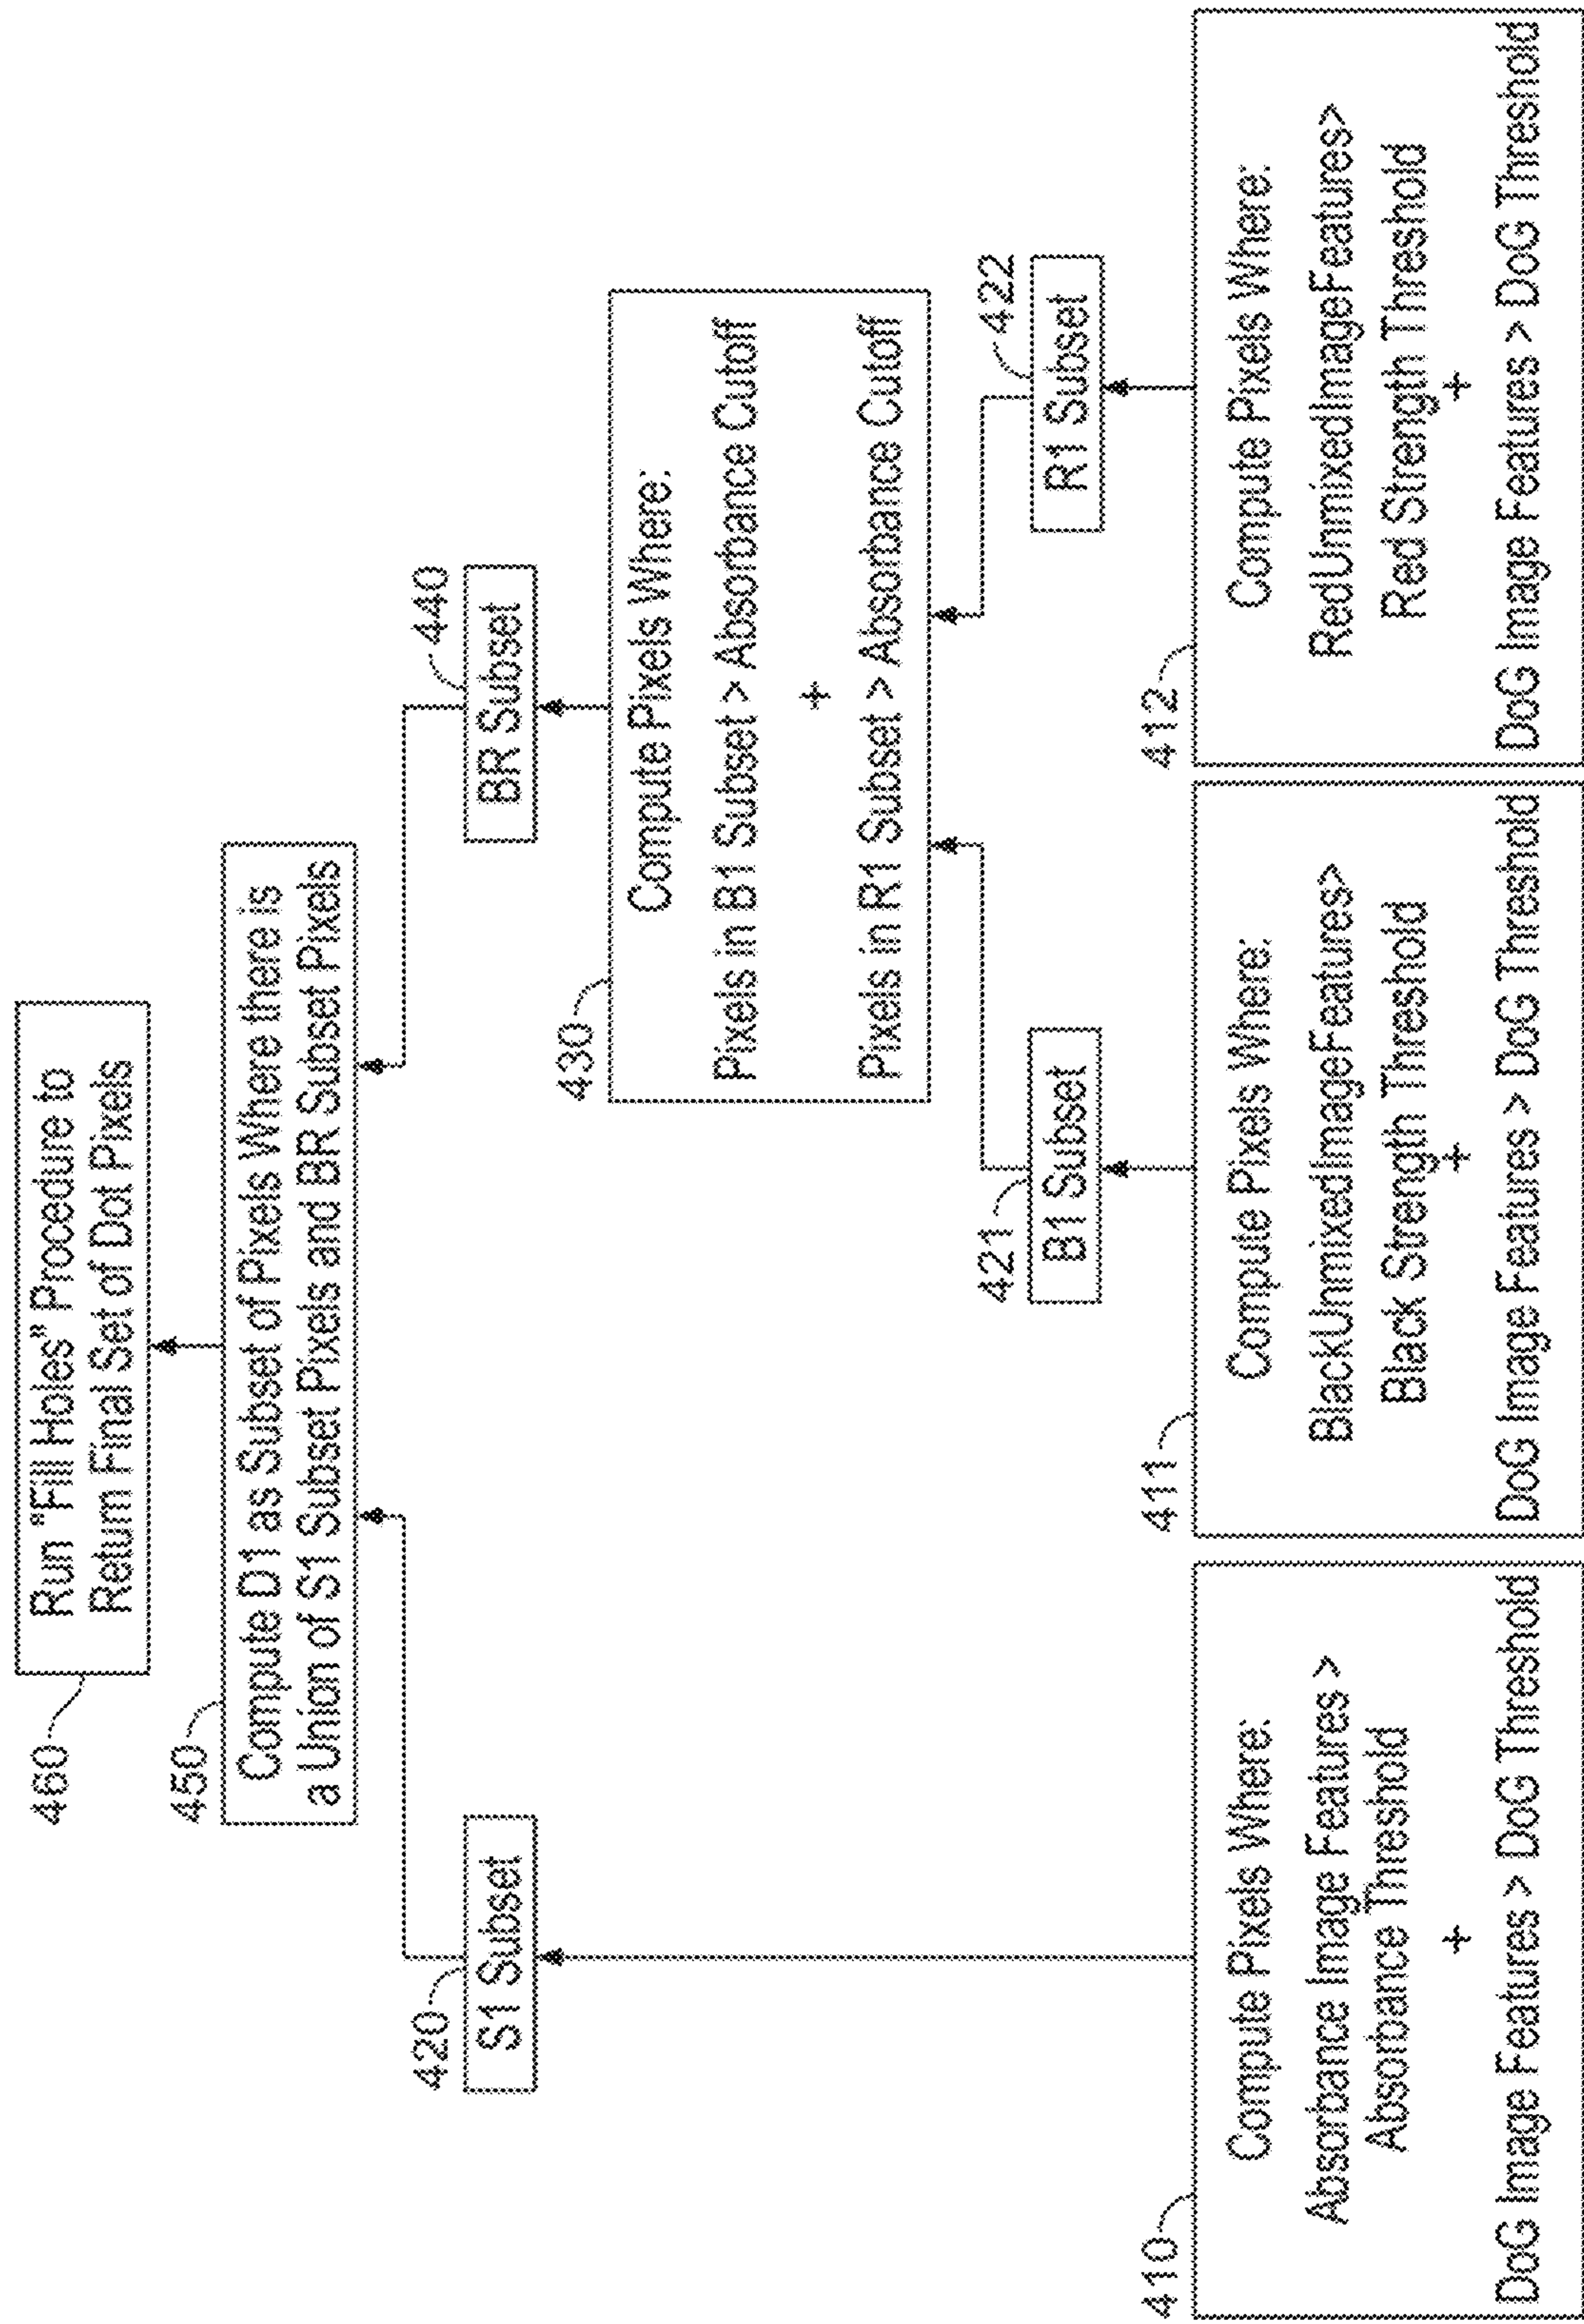 460
Run "Fill Holes" Procedure to
Return Final Set of Dot Pixels
450
Compute D1 as Subset of Pixels Where there is
a Union of S1 Subset Pixels and BR Subset Pixels
420
S1 Subset
440
BR Subset
430
Compute Pixels Where:
Pixels in B1 Subset > Absorbance Cutoff
+
Pixels in R1 Subset > Absorbance Cutoff
421
B1 Subset
422
R1 Subset
410
Compute Pixels Where:
Absorbance Image Features >
Absorbance Threshold
+
DoG Image Features > DoG Threshold
411
Compute Pixels Where:
BlackUnmixedImageFeatures>
Black Strength Threshold
+
DoG Image Features > DoG Threshold
412
Compute Pixels Where:
RedUnmixedImageFeatures>
Red Strength Threshold
+
DoG Image Features > DoG Threshold